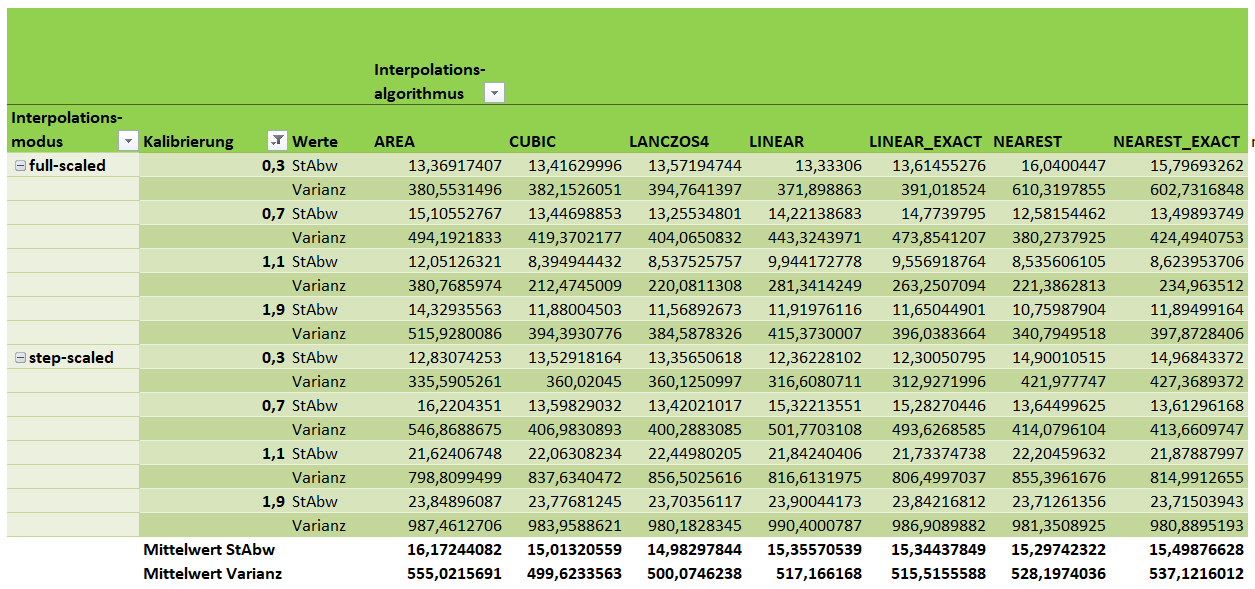 Interpolations-
algorithmus
Interpolations-
modus Kalibrierung Werte AREA CUBIC LANCZOS4 LINEAR LINEAR_EXACT NEAREST NEAREST_EXACT
full-scaled 0,3 StAbw 13,36917407 13,41629996 13,57194744 13,33306 13,61455276 16,0400447 15,79693262
Varianz 380,5531496 382,1526051 394,7641397 371,898863 391,018524 610,3197855 602,7316848
0,7 StAbw 15,10552767 13,44698853 13,25534801 14,22138683 14,7739795 12,58154462 13,49893749
Varianz 494,1921833 419,3702177 404,0650832 443,3243971 473,8541207 380,2737925 424,4940753
1,1 StAbw 12,05126321 8,394944432 8,537525757 9,944172778 9,556918764 8,535606105 8,623953706
Varianz 380,7685974 212,4745009 220,0811308 281,3414249 263,2507094 221,3862813 234,963512
1,9 StAbw 14,32935563 11,88004503 11,56892673 11,91976116 11,65044901 10,75987904 11,89499164
Varianz 515,9280086 394,3930776 384,5878326 415,3730007 396,0383664 340,7949518 397,8728406
step-scaled 0,3 StAbw 12,83074253 13,52918164 13,35650618 12,36228102 12,30050795 14,90010515 14,96843372
Varianz 335,5905261 360,02045 360,1250997 316,6080711 312,9271996 421,977747 427,3689372
0,7 StAbw 16,2204351 13,59829032 13,42021017 15,32213551 15,28270446 13,64499625 13,61296168
Varianz 546,8688675 406,9830893 400,2883085 501,7703108 493,6268585 414,0796104 413,6609747
1,1 StAbw 21,62406748 22,06308234 22,44980205 21,84240406 21,73374738 22,20459632 21,87887997
Varianz 798,8099499 837,6340472 856,5025616 816,6131975 806,4997037 855,3961676 814,9912655
1,9 StAbw 23,84896087 23,77681245 23,70356117 23,90044173 23,84216812 23,71261356 23,71503943
Varianz 987,4612706 983,9588621 980,1828345 990,4000787 986,9089882 981,3508925 980,8895193
Mittelwert StAbw 16,17244082 15,01320559 14,98297844 15,35570539 15,34437849 15,29742322 15,49876628
Mittelwert Varianz 555,0215691 499,6233563 500,0746238 517,166168 515,5155588 528,1974036 537,1216012